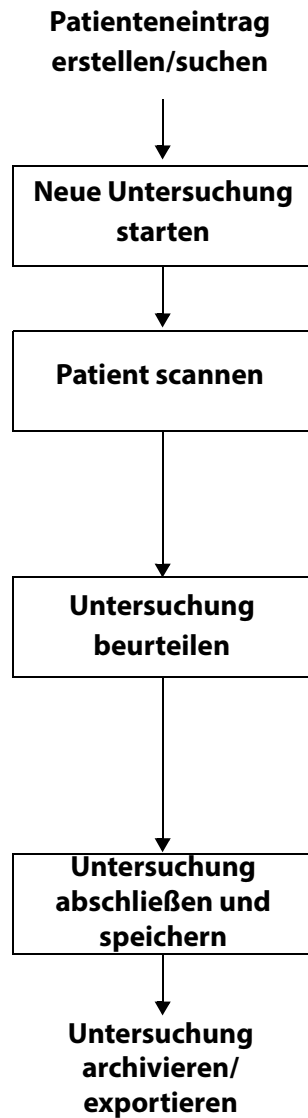 Patienteneintrag
erstellen/suchen
Neue Untersuchung
starten
Patient scannen
Untersuchung
beurteilen
Untersuchung
abschließen und
speichern
Untersuchung
archivieren/
exportieren